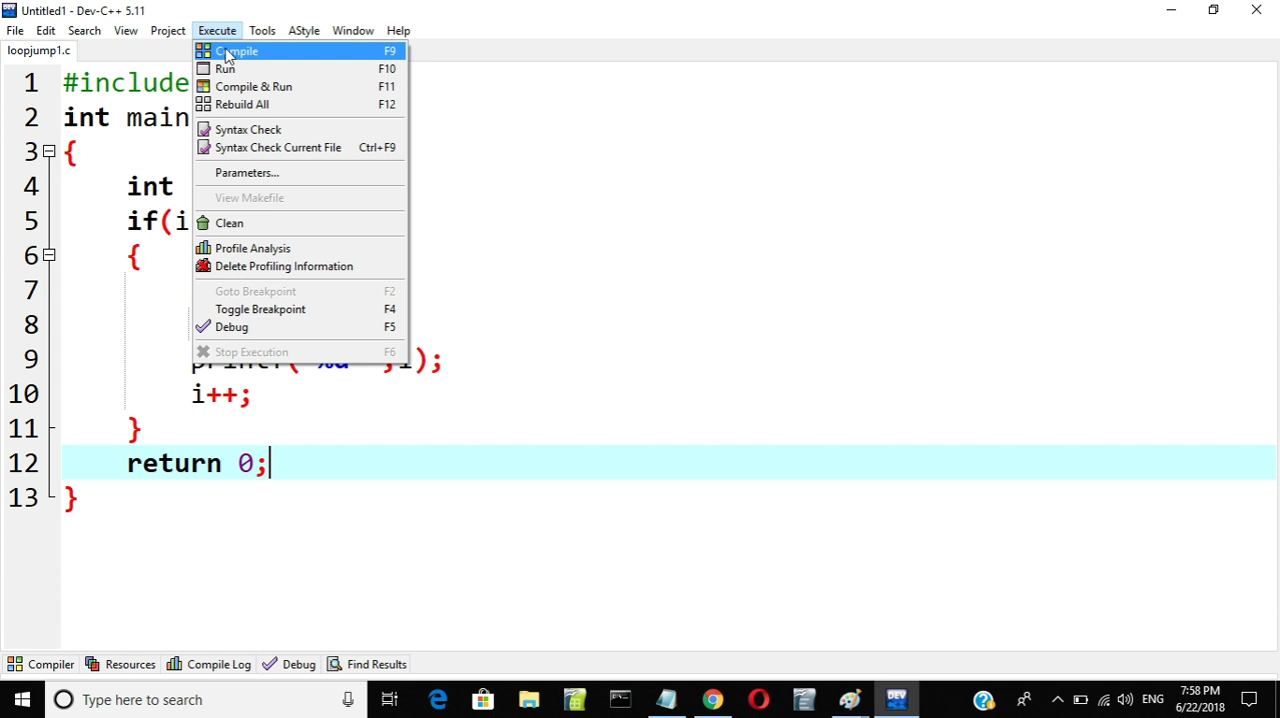 Untitled1 - Dev-C++ 5.11
File Edit Search View Project Execute Tools AStyle Window Help
loopjump1.c
Compile F9
Run F10
Compile & Run F11
Rebuild All F12
Syntax Check
Syntax Check Current File Ctrl+F9
Parameters...
View Makefile
Clean
Profile Analysis
Delete Profiling Information
Goto Breakpoint F2
Toggle Breakpoint F4
Debug F5
Stop Execution F6
1 #include
2 int main
3 {
4 int
5 if(i
6 {
7
8
9 printf("%d ",i);
10 i++;
11 }
12 return 0;
13 }
Compiler Resources Compile Log Debug Find Results
Type here to search
ENG
7:58 PM
6/22/2018